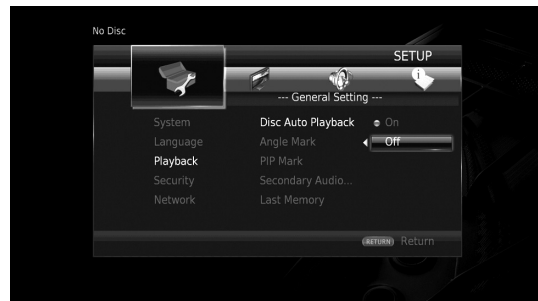 No Disc
SETUP
--- General Setting ---
System Disc Auto Playback On
Language Angle Mark Off
Playback PIP Mark
Security Secondary Audio...
Network Last Memory
RETURN Return